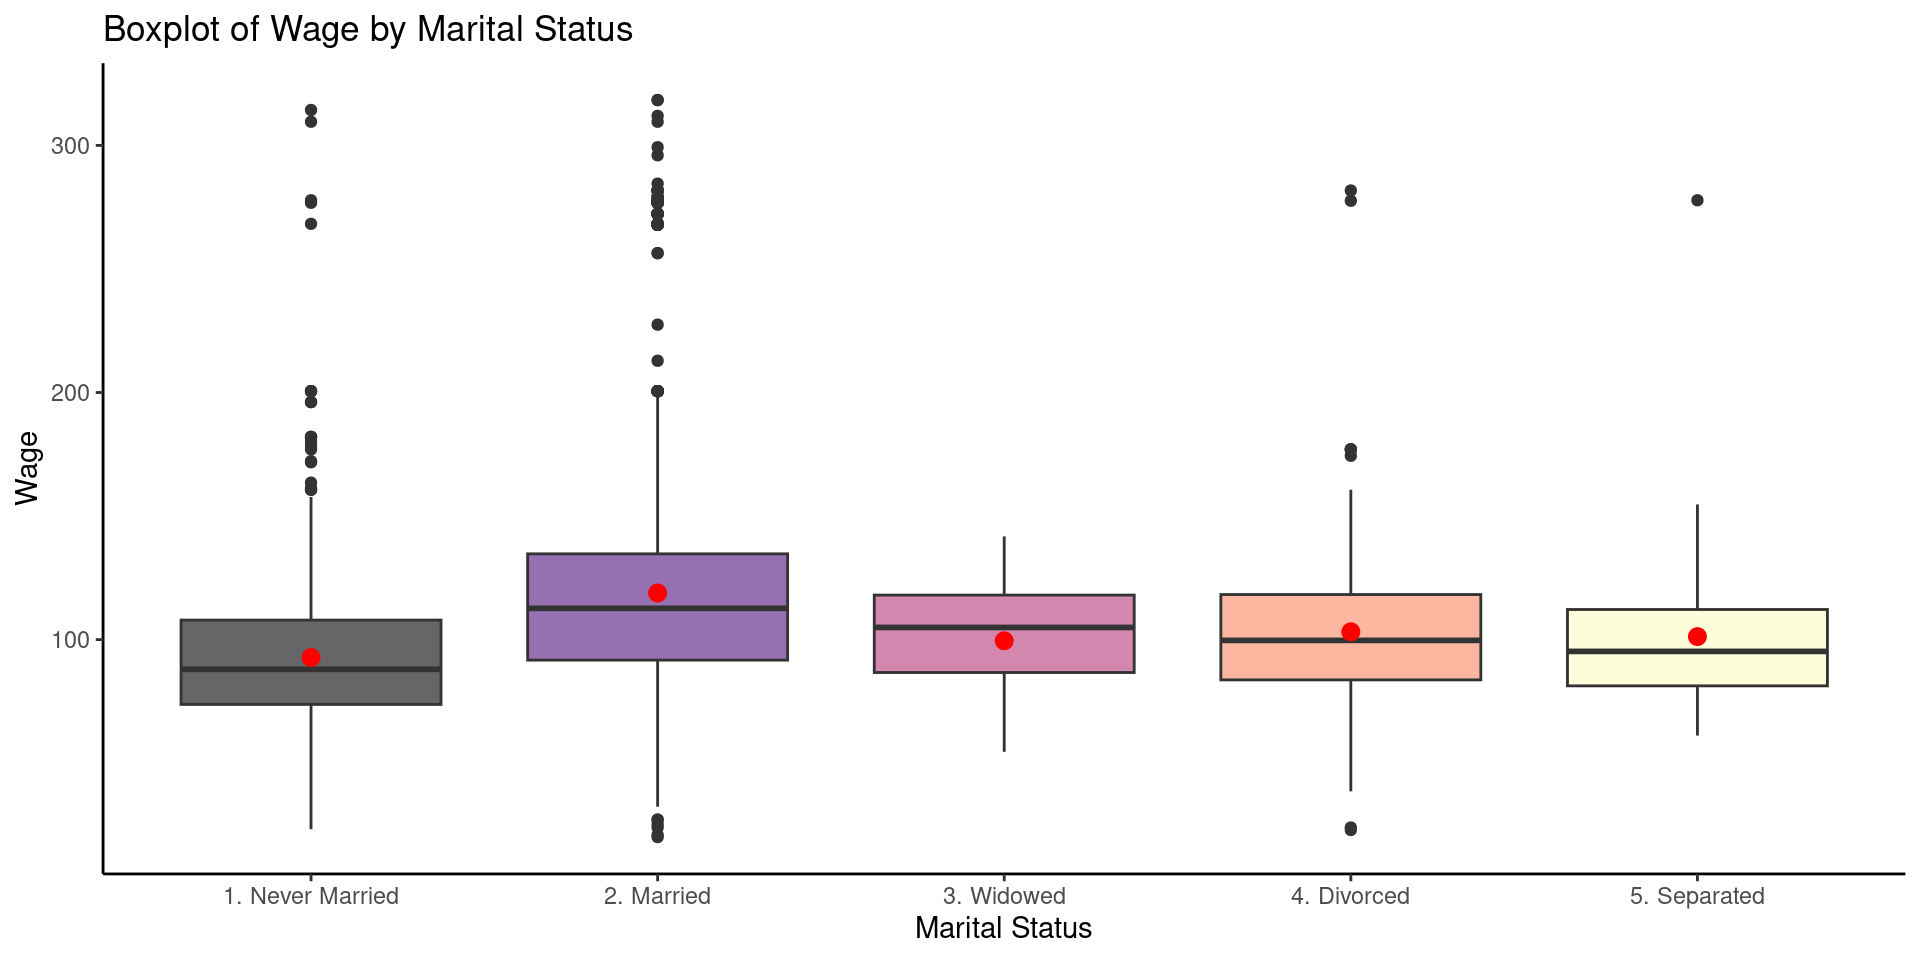 Boxplot of Wage by Marital Status
300
200
100
Wage
1. Never Married
2. Married
3. Widowed
4. Divorced
5. Separated
Marital Status